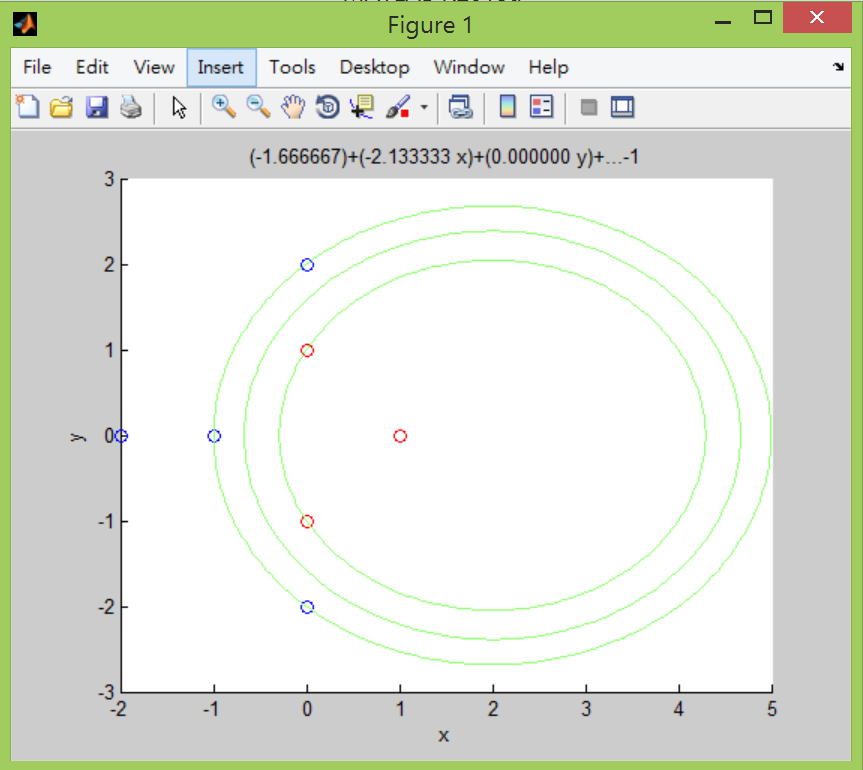 Figure 1
File Edit View Insert Tools Desktop Window Help
(-1.666667)+(-2.133333 x)+(0.000000 y)+...-1
3
2
1
0
-1
-2
-3
y
-2 -1 0 1 2 3 4 5
x